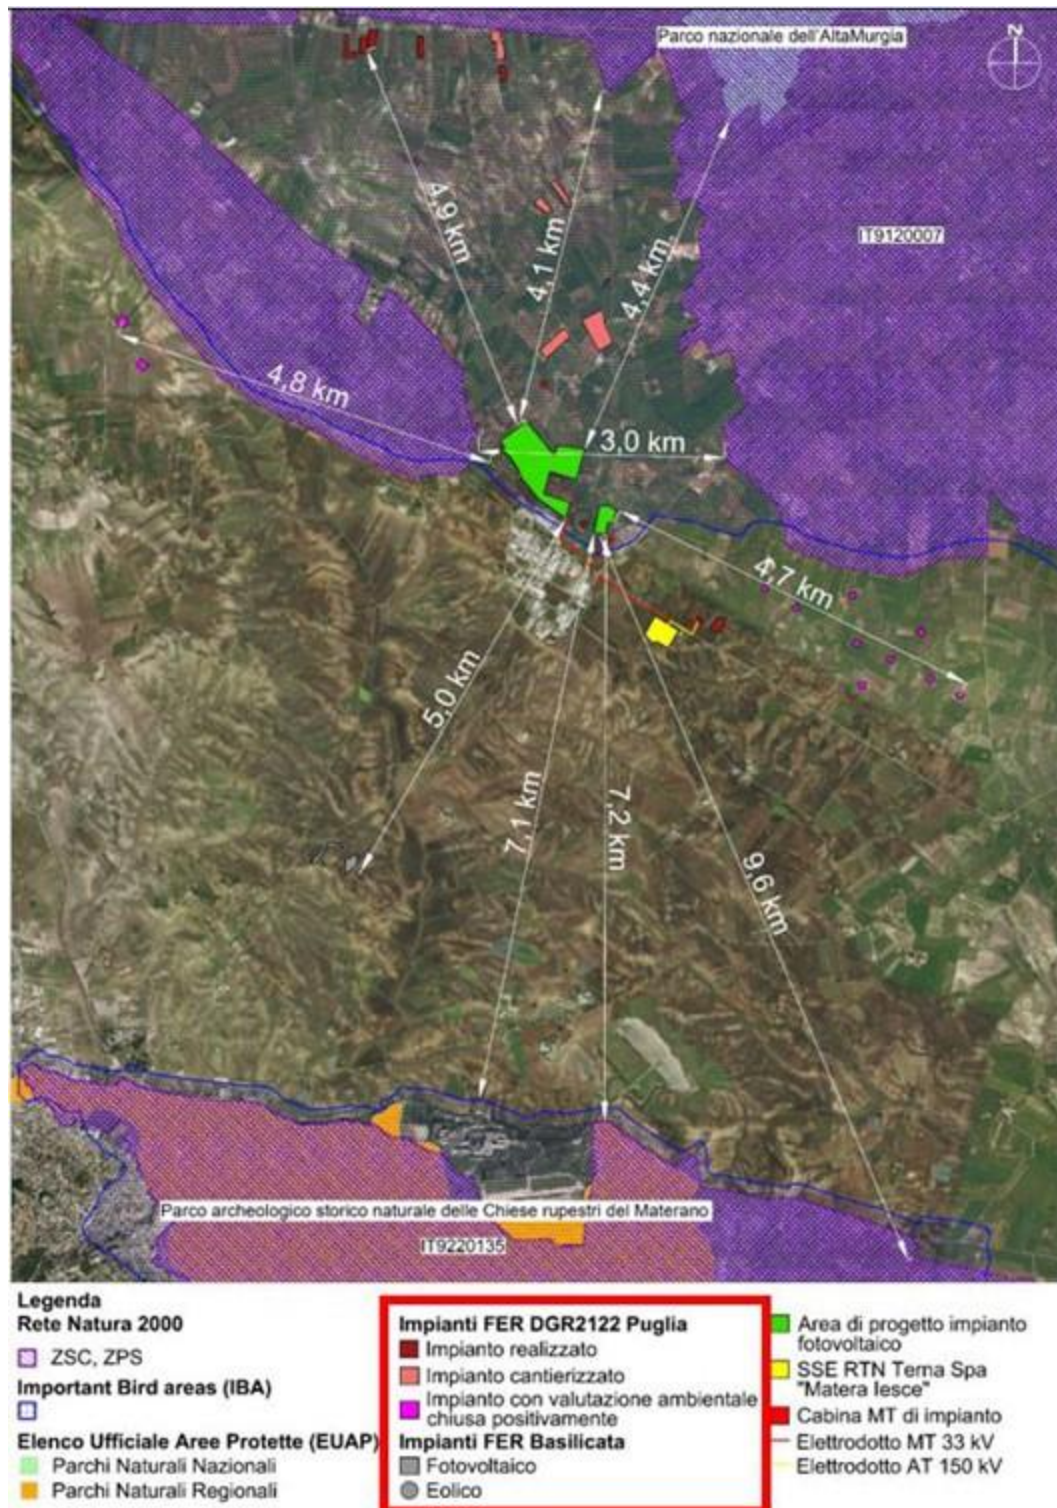 Parco nazionale dell'AltaMurgia
N
IT9120007
4,9 km
4,1 km
4,4 km
4,8 km
3,0 km
4,7 km
5,0 km
7,1 km
7,2 km
9,6 km
Parco archeologico storico naturale delle Chiese rupestri del Materano
IT9220135
Legenda
Rete Natura 2000
ZSC, ZPS
Important Bird areas (IBA)
Elenco Ufficiale Aree Protette (EUAP)
Parchi Naturali Nazionali
Parchi Naturali Regionali
Impianti FER DGR2122 Puglia
Impianto realizzato
Impianto cantierizzato
Impianto con valutazione ambientale
chiusa positivamente
Impianti FER Basilicata
Fotovoltaico
Eolico
Area di progetto impianto
fotovoltaico
SSE RTN Terna Spa
"Matera Iesce"
Cabina MT di impianto
Elettrodotto MT 33 kV
Elettrodotto AT 150 kV